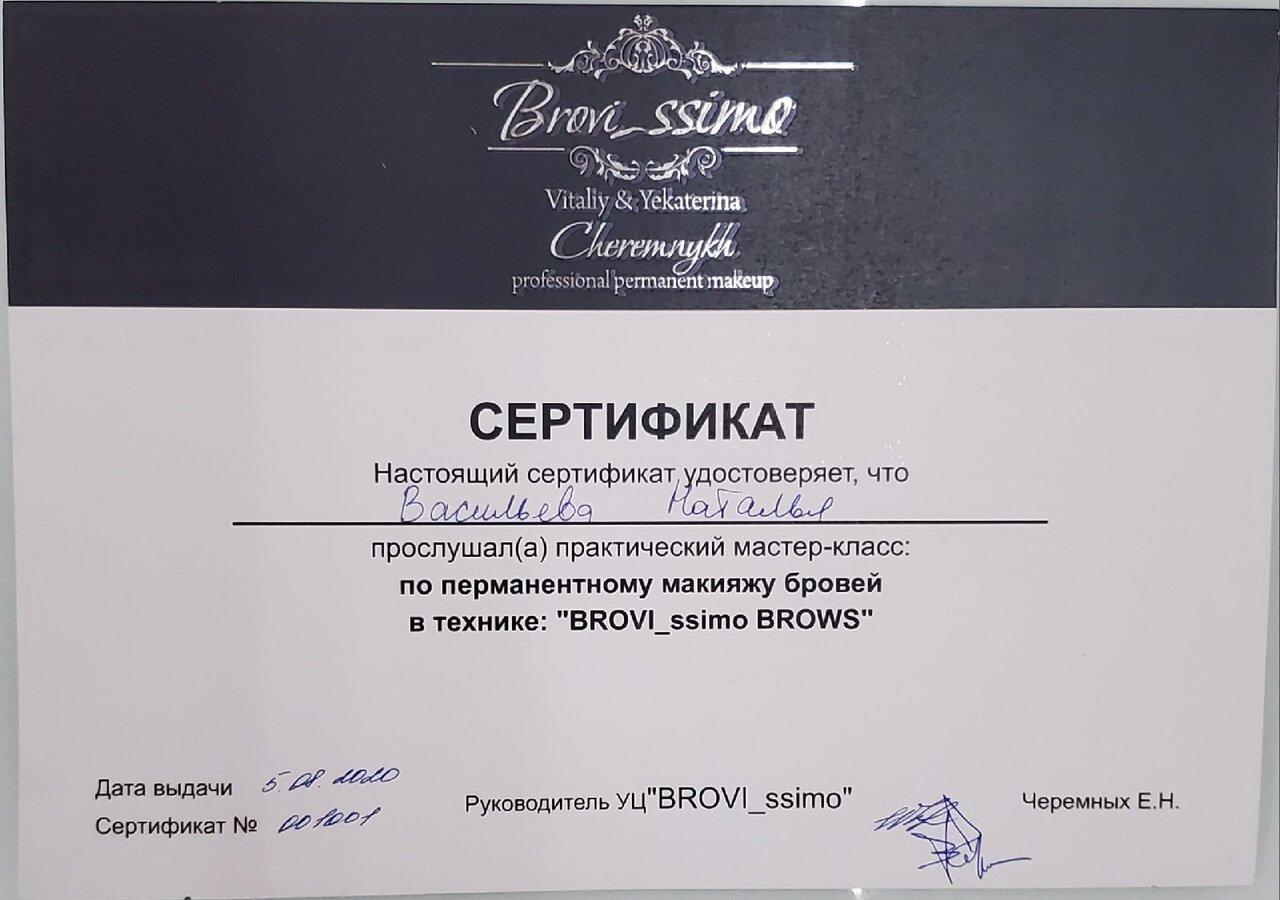 Brovi_ssimo
Vitaliy & Yekaterina
Cheremnykh
professional permanent makeup
СЕРТИФИКАТ
Настоящий сертификат удостоверяет, что
Васильева Наталья
прослушал(а) практический мастер-класс:
по перманентному макияжу бровей
в технике: "BROVI_ssimo BROWS"
Дата выдачи 5.08.2020
Сертификат № 001001
Руководитель УЦ"BROVI_ssimo"
Черемных Е.Н.